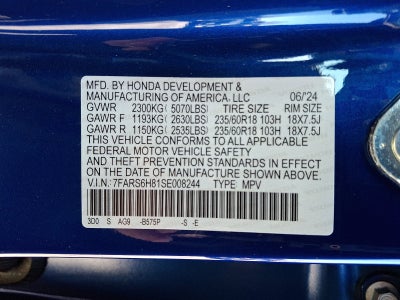 MFD. BY HONDA DEVELOPMENT &
MANUFACTURING OF AMERICA, LLC 06/'24
GVWR 2300KG( 5070LBS) TIRE SIZE RIM SIZE
GAWR F 1193KG( 2630LBS) 235/60R18 103H 18X7.5J
GAWR R 1150KG( 2535LBS) 235/60R18 103H 18X7.5J
THIS VEHICLE CONFORMS TO ALL APPLICABLE
FEDERAL MOTOR VEHICLE SAFETY
AND THEFT PREVENTION STANDARDS IN EFFECT
ON THE DATE OF MANUFACTURE SHOWN ABOVE.
V.I.N.: 7FARS6H81SE008244 TYPE: MPV
3D0 S AG9 -B575P -S -E